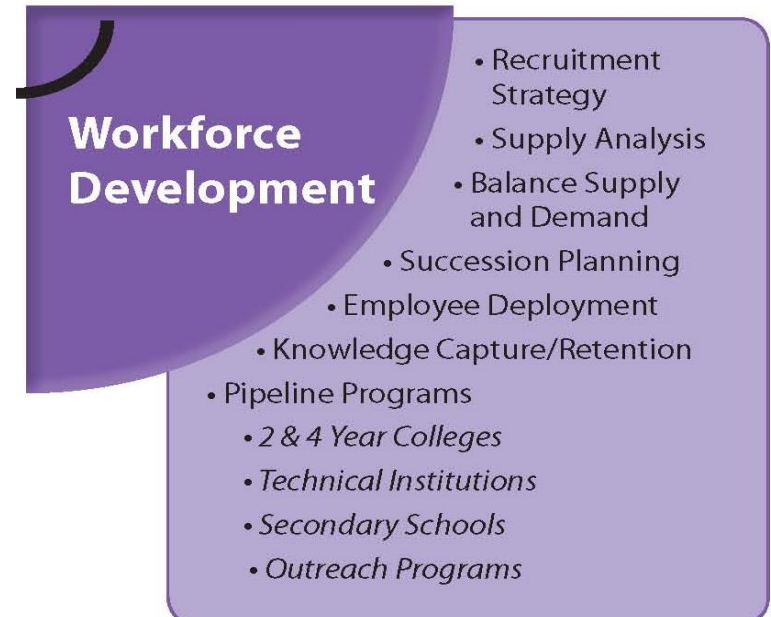 Workforce
Development
• Recruitment
Strategy
• Supply Analysis
• Balance Supply
and Demand
• Succession Planning
• Employee Deployment
• Knowledge Capture/Retention
• Pipeline Programs
• 2 & 4 Year Colleges
• Technical Institutions
• Secondary Schools
• Outreach Programs